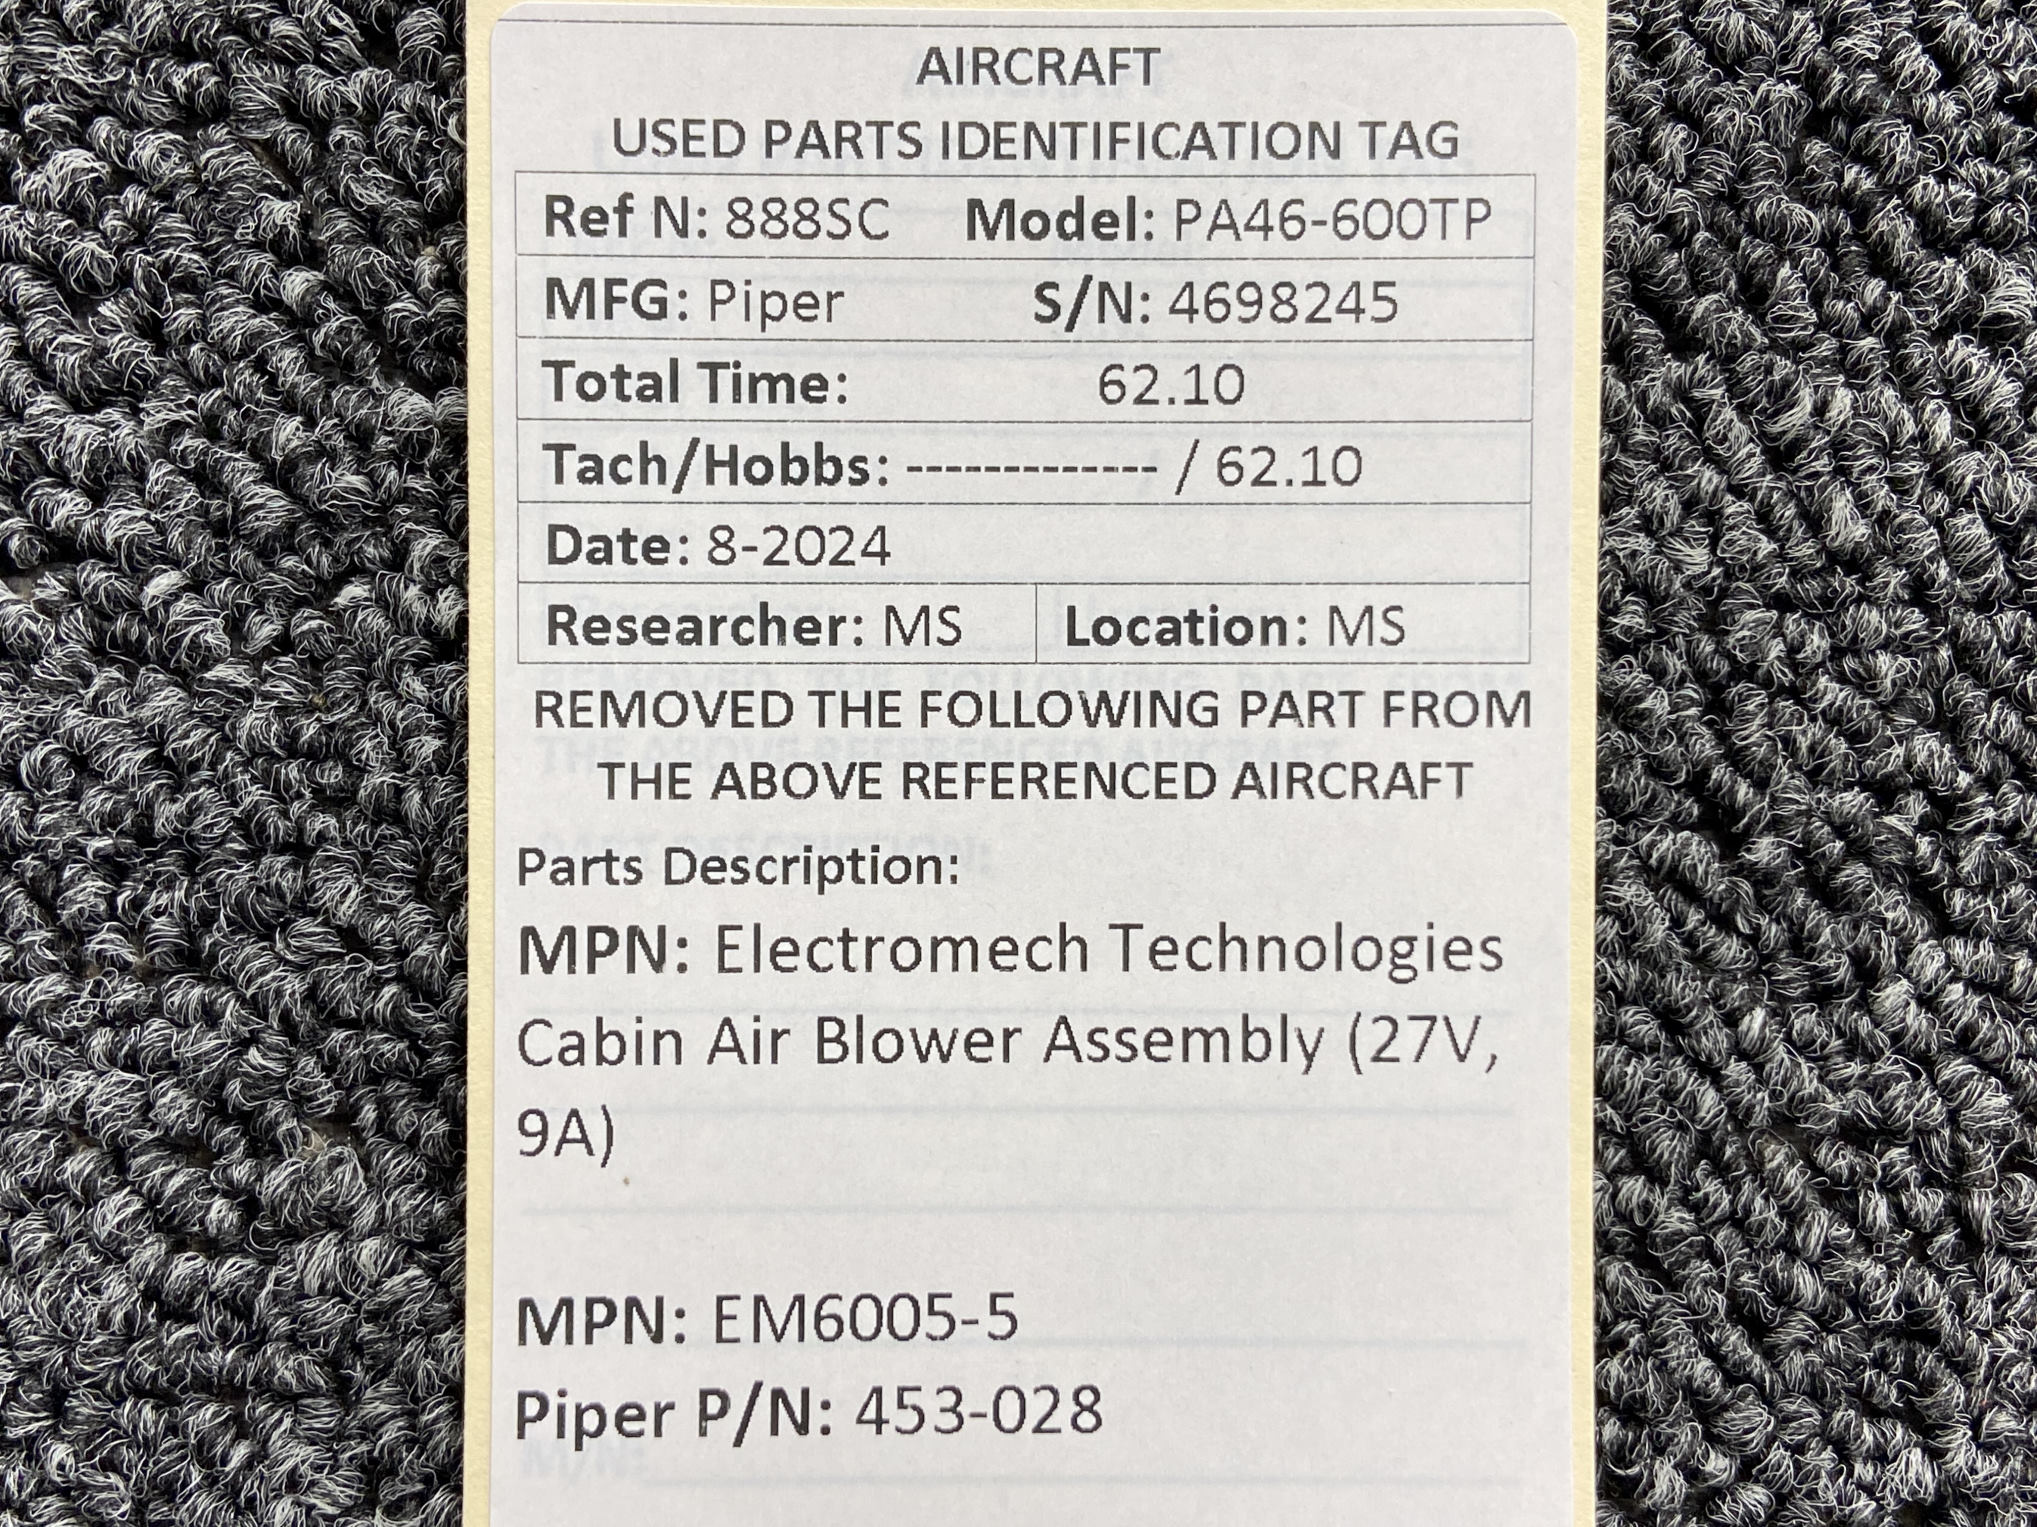 AIRCRAFT
USED PARTS IDENTIFICATION TAG
Ref N: 888SC Model: PA46-600TP
MFG: Piper S/N: 4698245
Total Time: 62.10
Tach/Hobbs: ------------- / 62.10
Date: 8-2024
Researcher: MS Location: MS
REMOVED THE FOLLOWING PART FROM
THE ABOVE REFERENCED AIRCRAFT
Parts Description:
MPN: Electromech Technologies
Cabin Air Blower Assembly (27V,
9A)
MPN: EM6005-5
Piper P/N: 453-028